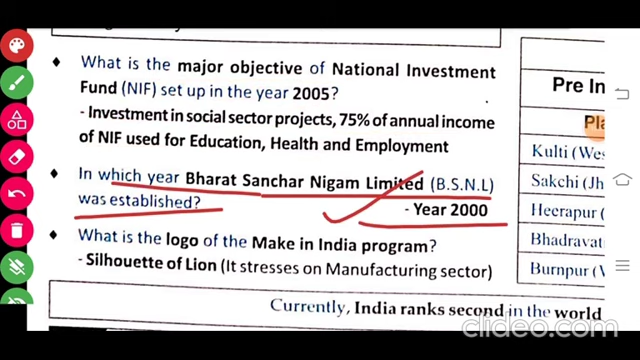 ♦ What is the major objective of National Investment
Fund (NIF) set up in the year 2005?
- Investment in social sector projects, 75% of annual income
of NIF used for Education, Health and Employment
♦ In which year Bharat Sanchar Nigam Limited (B.S.N.L)
was established?
- Year 2000
♦ What is the logo of the Make in India program?
- Silhouette of Lion (It stresses on Manufacturing sector)
Currently, India ranks second in the world
Pre In
Pla
Kulti (Wes
Sakchi (Jh
Heerapur (
Bhadravat
Burnpur (W
clideo.com